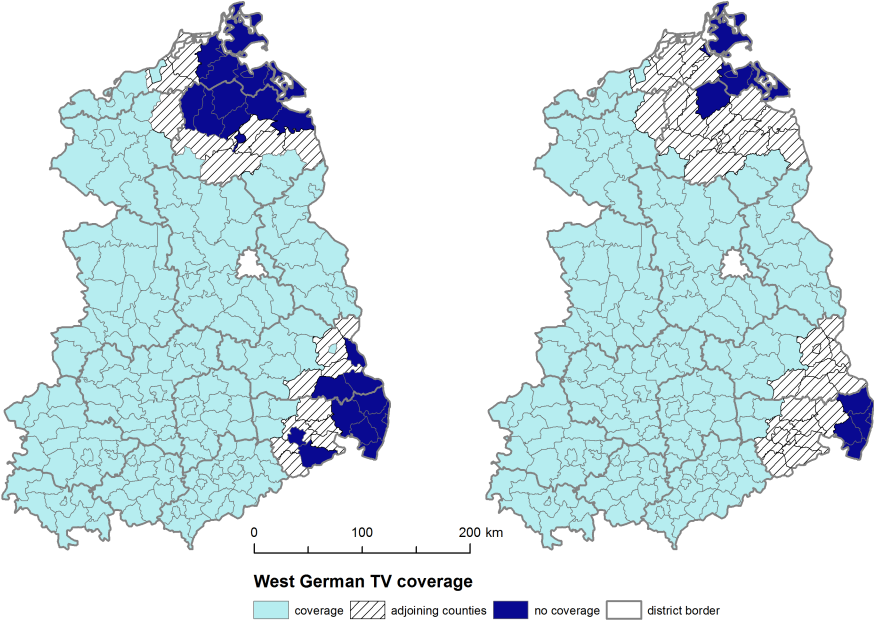 0 100 200 km
West German TV coverage
coverage adjoining counties no coverage district border